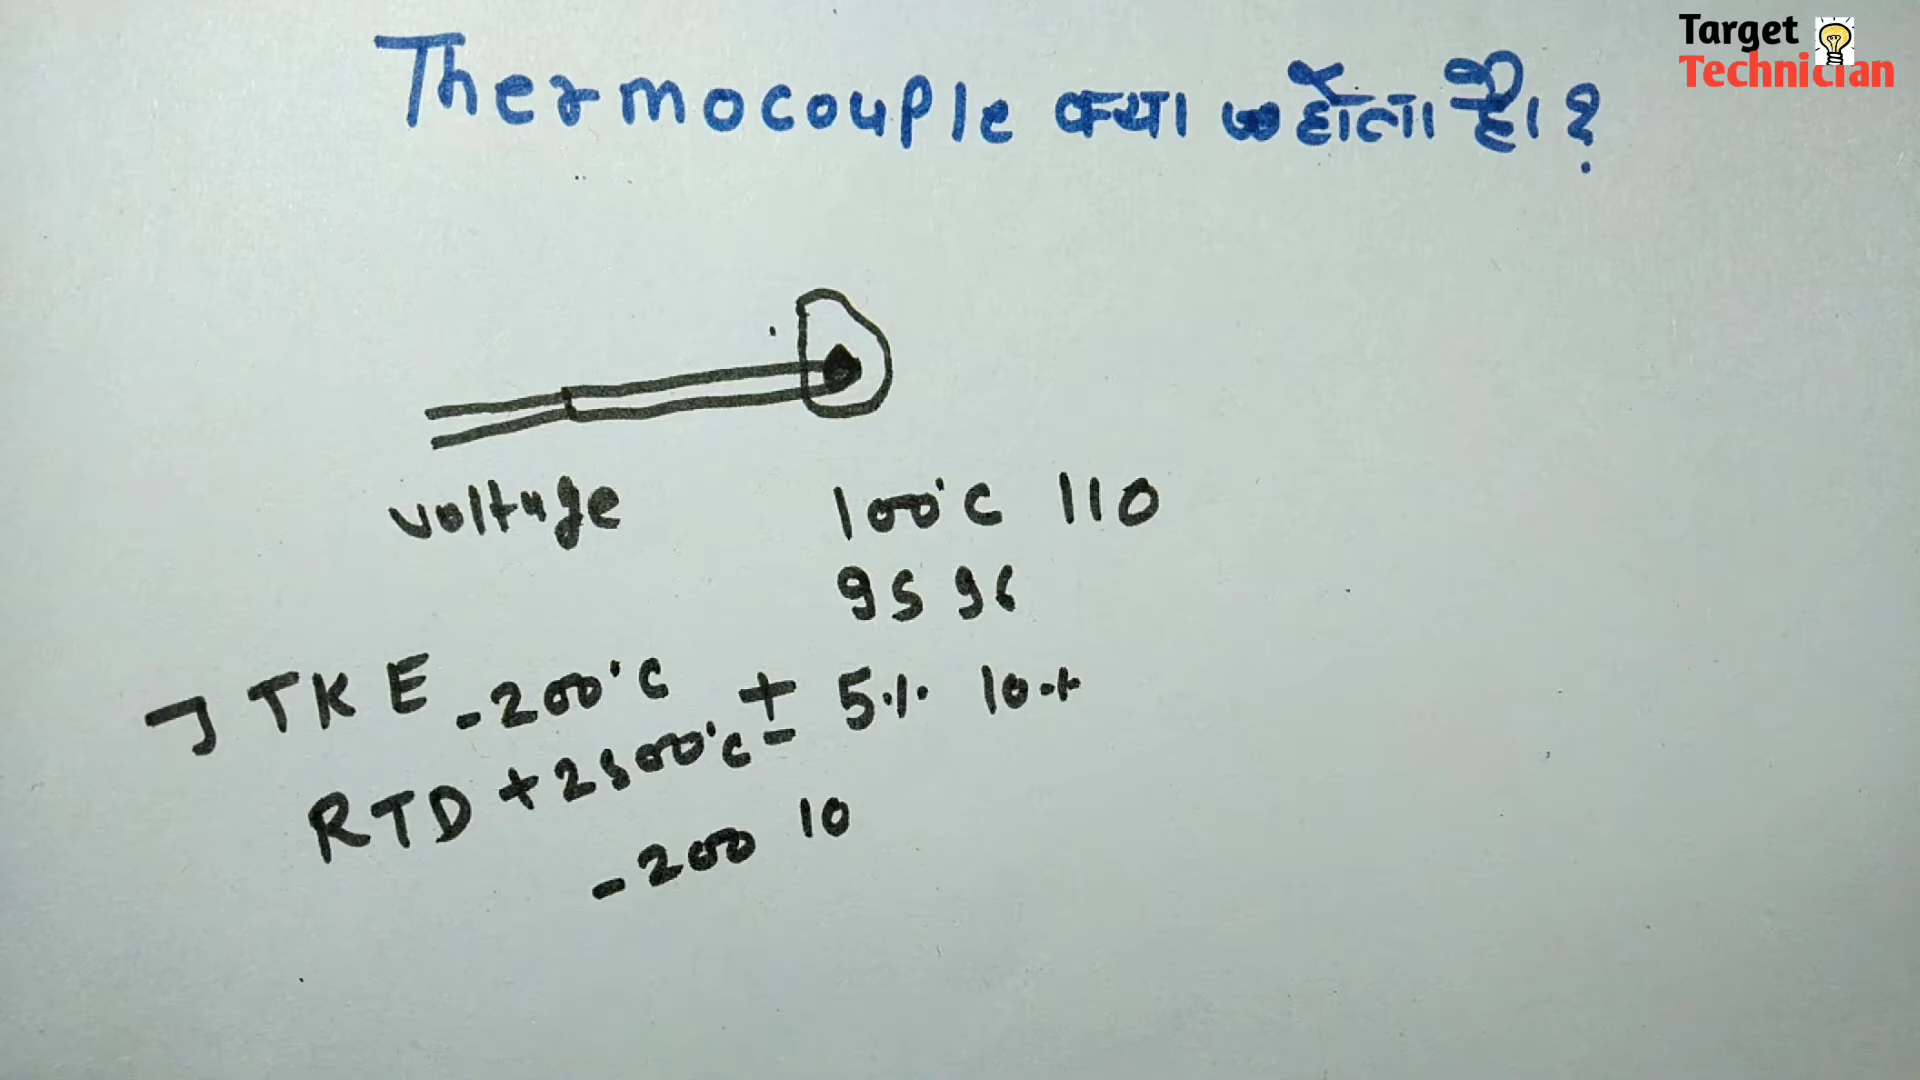 Target
Technician
Thermocouple क्या होता है।?
voltage
100°C 110
95 96
J T K E -200°C ± 5% 10%
RTD +2500°C
-200 10